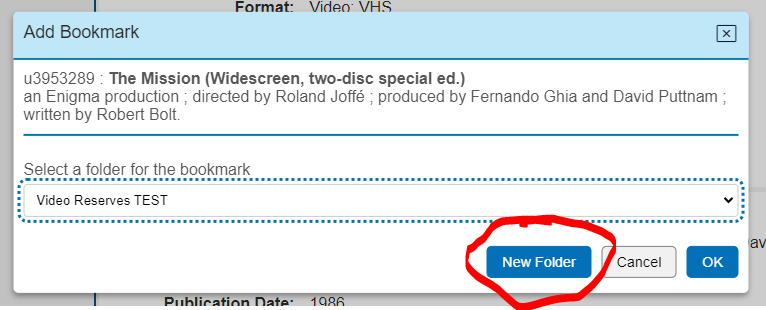 Format: Video: VHS
Add Bookmark
u3953289 : The Mission (Widescreen, two-disc special ed.)
an Enigma production ; directed by Roland Joffé ; produced by Fernando Ghia and David Puttnam ;
written by Robert Bolt.
Select a folder for the bookmark
Video Reserves TEST
New Folder Cancel OK
Publication Date: 1986